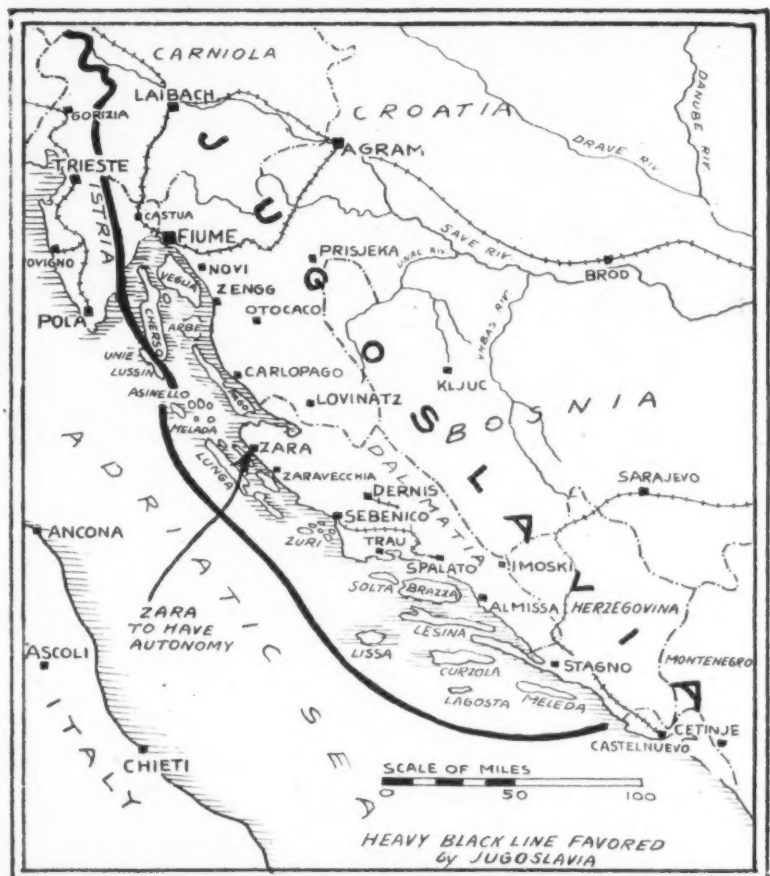 CARNIOLA
LAIBACH
GORIZIA
CROATIA
DANUBE RIV.
DRAVE RIV.
AGRAM
TRIESTE
ISTRIA
CASTUA
FIUME
SAVE RIV.
BROD
PRISJEKA
UNAC RIV.
OVIGNO
NOVI
VEGLIA
ZENGG
OTOCACO
POLA
CHERSO
ARBE
VRBAS RIV.
JUGOSLAVIA
UNIE
LUSSIN
CARLOPAGO
KLJUC
ASINELLO
PAGO
LOVINATZ
BOSNIA
MELADA
ZARA
DALMATIA
LUNGA
ZARAVECCHIA
SARAJEVO
DERNIS
SEBENICO
ANCONA
ZURI
TRAU
SPALATO
IMOSKI
ADRIATIC SEA
SOLTA
BRAZZA
ALMISSA
HERZEGOVINA
ZARA
TO HAVE
AUTONOMY
LESINA
ASCOLI
LISSA
STAGNO
MONTENEGRO
CURZOLA
LAGOSTA
MELEDA
ITALY
CETINJE
CASTELNUEVO
CHIETI
SCALE OF MILES
0 50 100
HEAVY BLACK LINE FAVORED
by JUGOSLAVIA